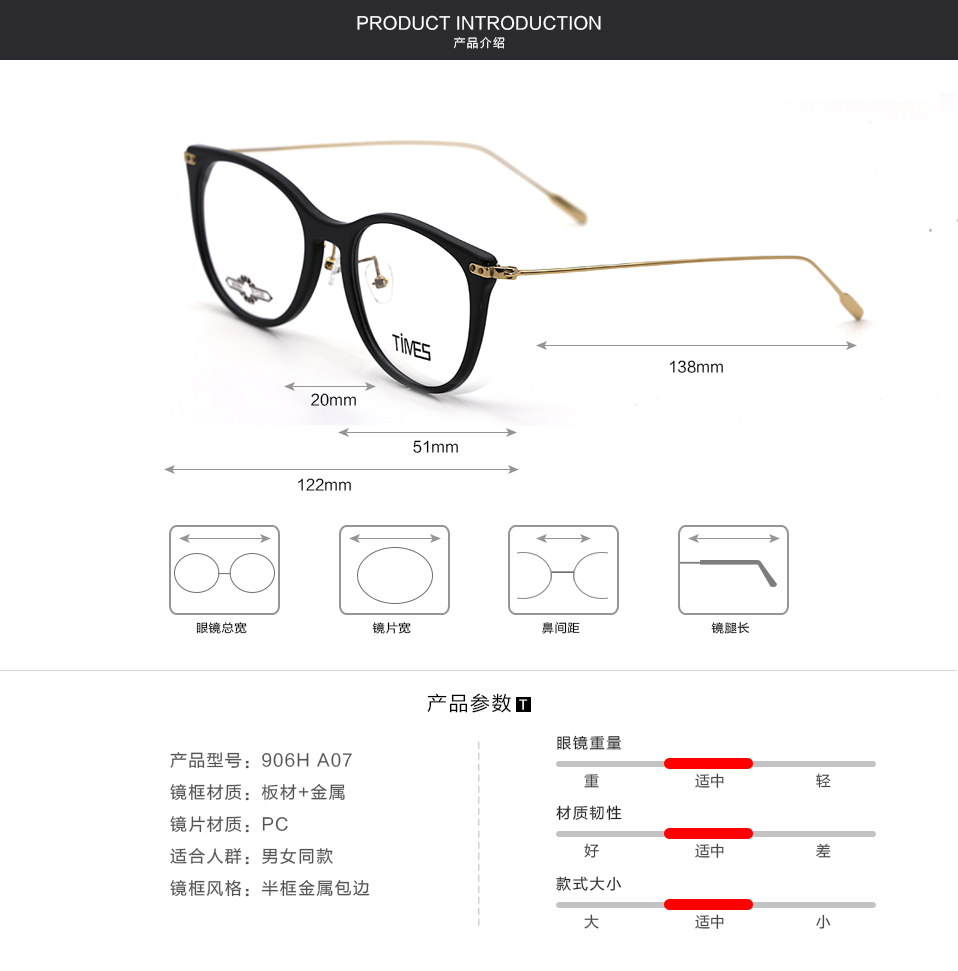 PRODUCT INTRODUCTION
产品介绍
TiMES
138mm
20mm
51mm
122mm
眼镜总宽
镜片宽
鼻间距
镜腿长
产品参数 T
产品型号：906H A07
镜框材质：板材+金属
镜片材质：PC
适合人群：男女同款
镜框风格：半框金属包边
眼镜重量
重 适中 轻
材质韧性
好 适中 差
款式大小
大 适中 小